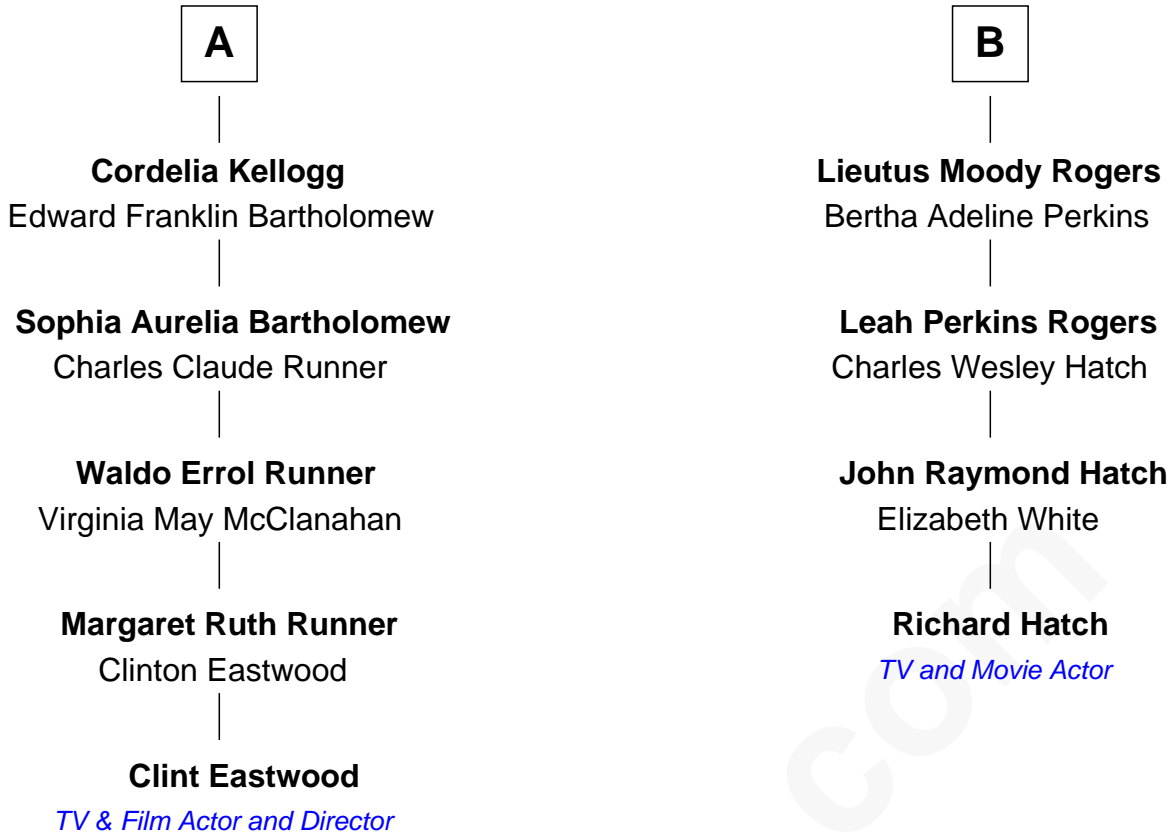 A
Cordelia Kellogg
Edward Franklin Bartholomew
Sophia Aurelia Bartholomew
Charles Claude Runner
Waldo Errol Runner
Virginia May McClanahan
Margaret Ruth Runner
Clinton Eastwood
Clint Eastwood
TV & Film Actor and Director
B
Lieutus Moody Rogers
Bertha Adeline Perkins
Leah Perkins Rogers
Charles Wesley Hatch
John Raymond Hatch
Elizabeth White
Richard Hatch
TV and Movie Actor
com